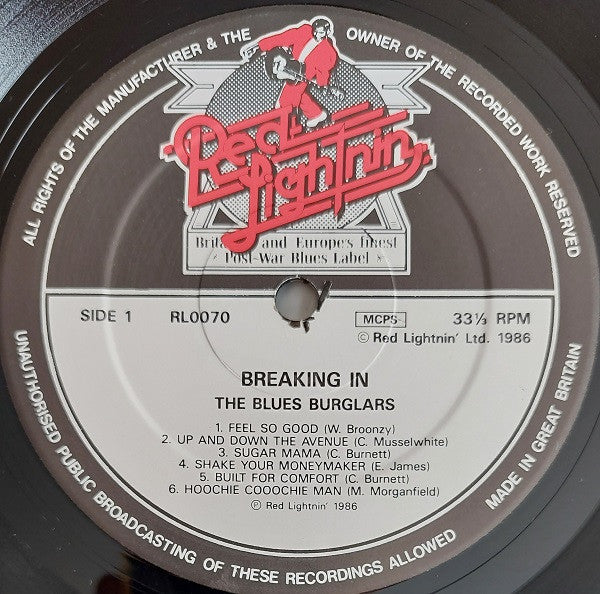 ALL RIGHTS OF THE MANUFACTURER & THE OWNER OF THE RECORDED WORK RESERVED
Red
Lightnin'
Britain and Europe's finest
* Post-War Blues Label *
SIDE 1 RL0070 MCPS 33⅓ RPM
© Red Lightnin' Ltd. 1986
BREAKING IN
THE BLUES BURGLARS
1. FEEL SO GOOD (W. Broonzy)
2. UP AND DOWN THE AVENUE (C. Musselwhite)
3. SUGAR MAMA (C. Burnett)
4. SHAKE YOUR MONEYMAKER (E. James)
5. BUILT FOR COMFORT (C. Burnett)
6. HOOCHIE COOOCHIE MAN (M. Morganfield)
℗ Red Lightnin' 1986
UNAUTHORISED PUBLIC BROADCASTING OF THESE RECORDINGS ALLOWED
MADE IN GREAT BRITAIN